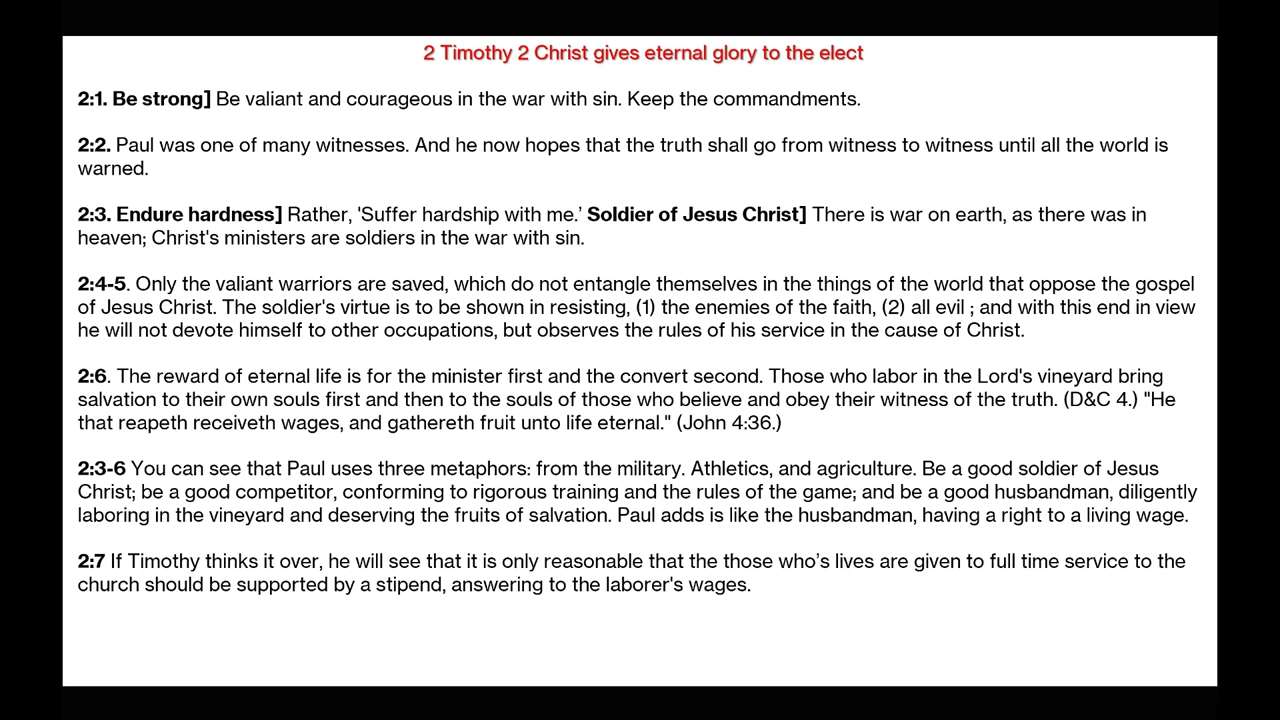 2 Timothy 2 Christ gives eternal glory to the elect
2:1. Be strong] Be valiant and courageous in the war with sin. Keep the commandments.
2:2. Paul was one of many witnesses. And he now hopes that the truth shall go from witness to witness until all the world is
warned.
2:3. Endure hardness] Rather, 'Suffer hardship with me.’ Soldier of Jesus Christ] There is war on earth, as there was in
heaven; Christ's ministers are soldiers in the war with sin.
2:4-5. Only the valiant warriors are saved, which do not entangle themselves in the things of the world that oppose the gospel
of Jesus Christ. The soldier's virtue is to be shown in resisting, (1) the enemies of the faith, (2) all evil ; and with this end in view
he will not devote himself to other occupations, but observes the rules of his service in the cause of Christ.
2:6. The reward of eternal life is for the minister first and the convert second. Those who labor in the Lord's vineyard bring
salvation to their own souls first and then to the souls of those who believe and obey their witness of the truth. (D&C 4.) "He
that reapeth receiveth wages, and gathereth fruit unto life eternal." (John 4:36.)
2:3-6 You can see that Paul uses three metaphors: from the military. Athletics, and agriculture. Be a good soldier of Jesus
Christ; be a good competitor, conforming to rigorous training and the rules of the game; and be a good husbandman, diligently
laboring in the vineyard and deserving the fruits of salvation. Paul adds is like the husbandman, having a right to a living wage.
2:7 If Timothy thinks it over, he will see that it is only reasonable that the those who’s lives are given to full time service to the
church should be supported by a stipend, answering to the laborer's wages.